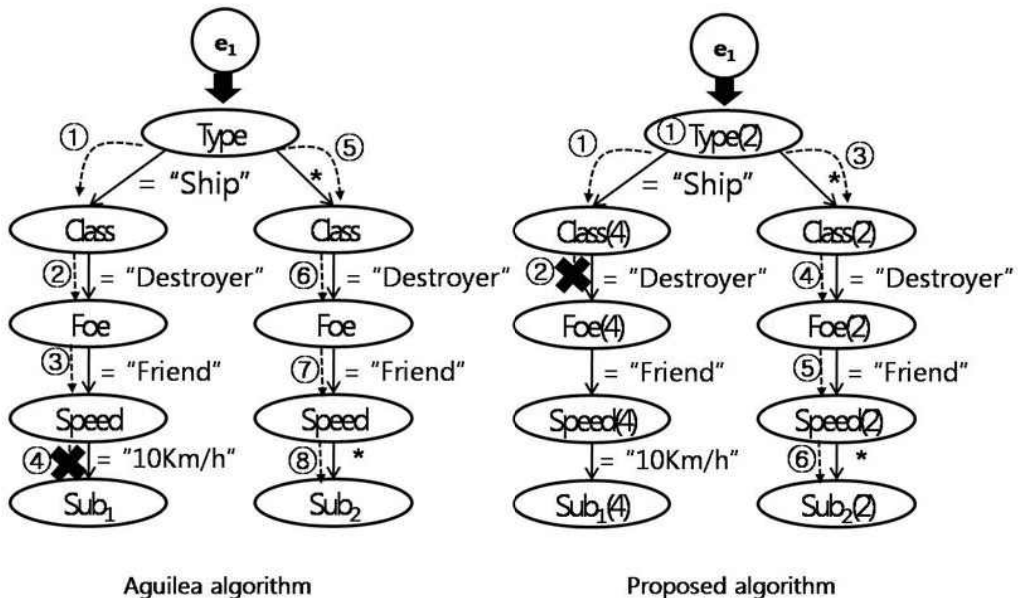 e₁
Type
① ⑤
= "Ship" *
Class Class
② = "Destroyer" ⑥ = "Destroyer"
Foe Foe
③ = "Friend" ⑦ = "Friend"
Speed Speed
④ = "10Km/h" ⑧ *
Sub₁ Sub₂
Aguilea algorithm
e₁
① Type(2)
① ③
= "Ship" *
Class(4) Class(2)
② = "Destroyer" ④ = "Destroyer"
Foe(4) Foe(2)
= "Friend" ⑤ = "Friend"
Speed(4) Speed(2)
= "10Km/h" ⑥ *
Sub₁(4) Sub₂(2)
Proposed algorithm